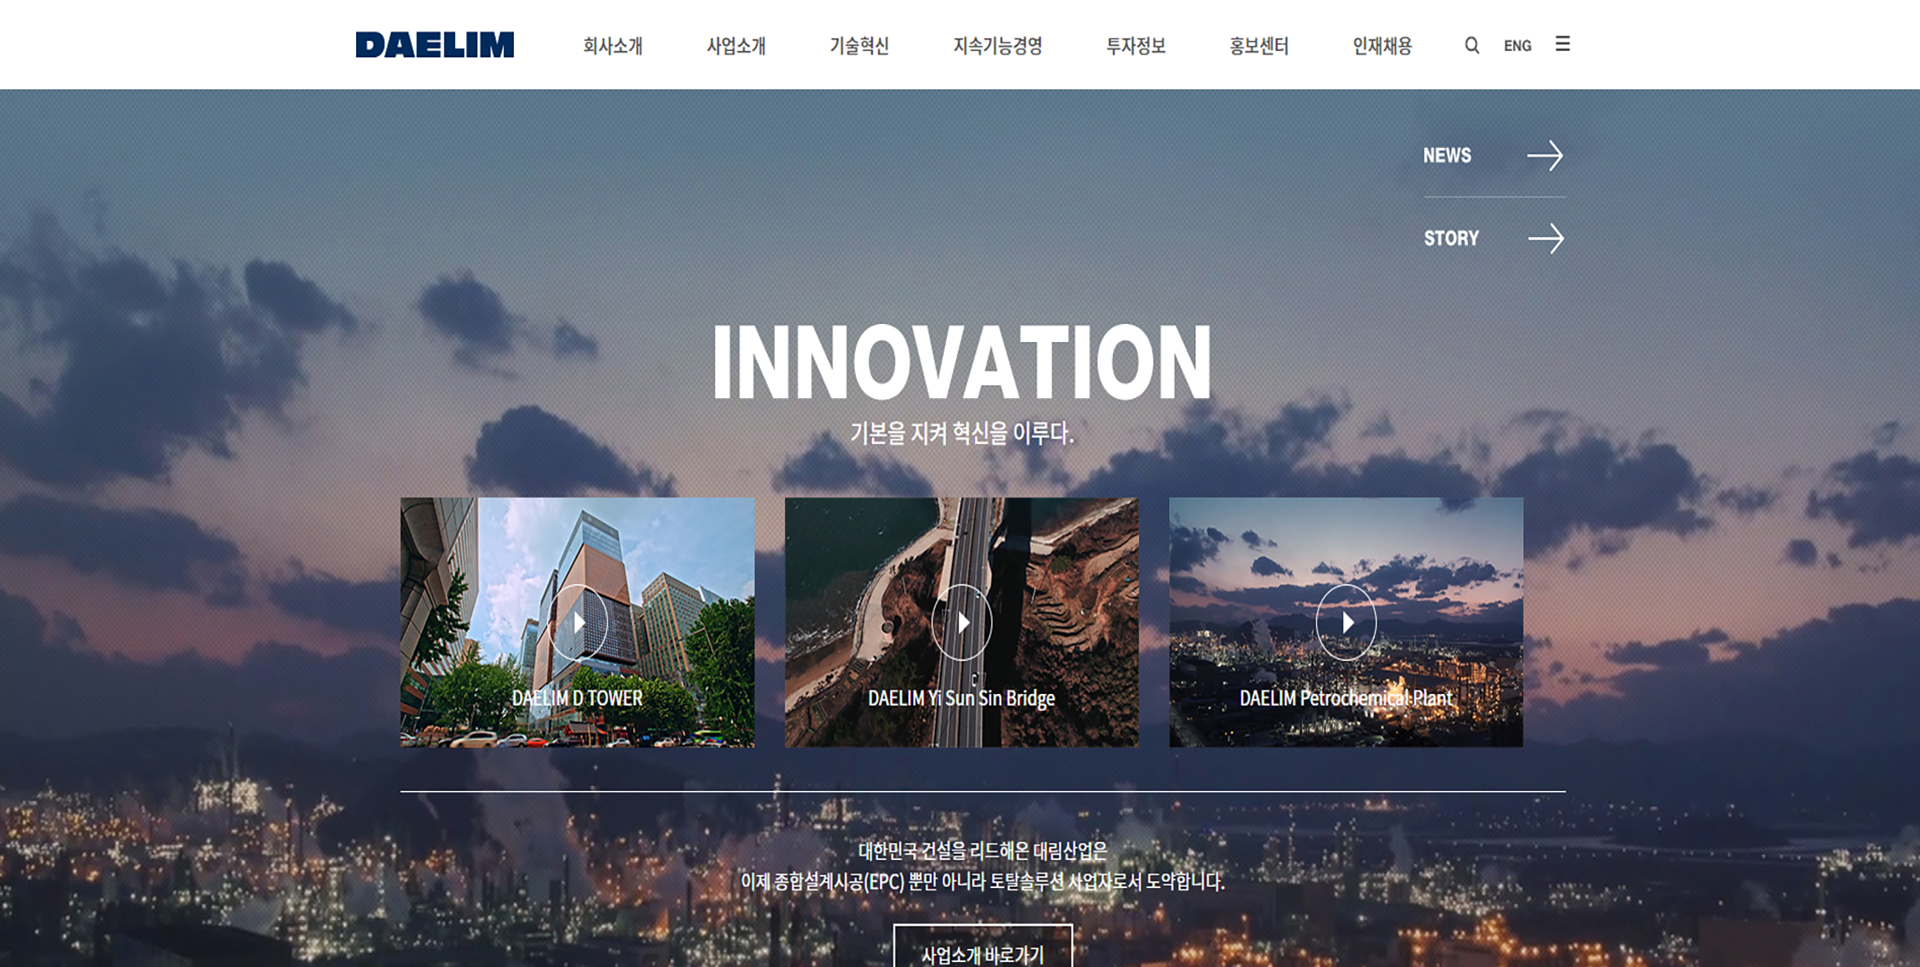 DAELIM 회사소개 사업소개 기술혁신 지속가능경영 투자정보 홍보센터 인재채용 ENG
NEWS
STORY
INNOVATION
기본을 지켜 혁신을 이루다.
DAELIM D TOWER
DAELIM Yi Sun Sin Bridge
DAELIM Petrochemical Plant
대한민국 건설을 리드해온 대림산업은
이제 종합설계시공(EPC) 뿐만 아니라 토탈솔루션 사업자로서 도약합니다.
사업소개 바로가기